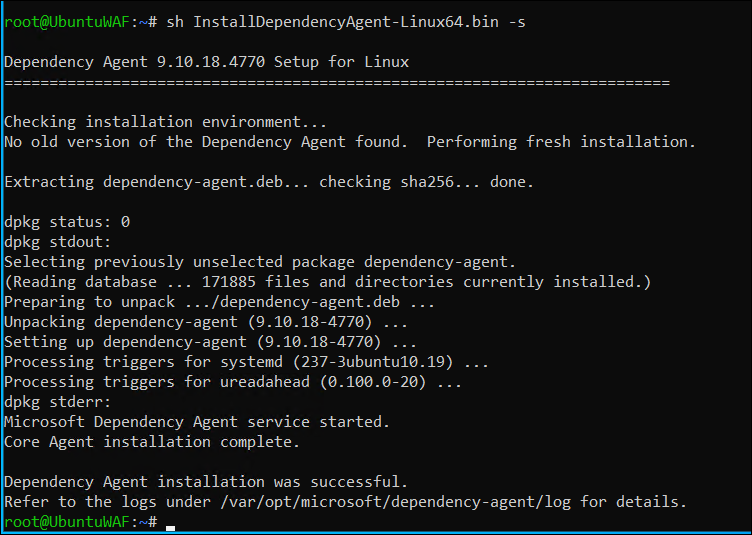 root@UbuntuWAF:~# sh InstallDependencyAgent-Linux64.bin -s
Dependency Agent 9.10.18.4770 Setup for Linux
==========================================================================
Checking installation environment...
No old version of the Dependency Agent found.  Performing fresh installation.
Extracting dependency-agent.deb... checking sha256... done.
dpkg status: 0
dpkg stdout:
Selecting previously unselected package dependency-agent.
(Reading database ... 171885 files and directories currently installed.)
Preparing to unpack .../dependency-agent.deb ...
Unpacking dependency-agent (9.10.18-4770) ...
Setting up dependency-agent (9.10.18-4770) ...
Processing triggers for systemd (237-3ubuntu10.19) ...
Processing triggers for ureadahead (0.100.0-20) ...
dpkg stderr:
Microsoft Dependency Agent service started.
Core Agent installation complete.
Dependency Agent installation was successful.
Refer to the logs under /var/opt/microsoft/dependency-agent/log for details.
root@UbuntuWAF:~#